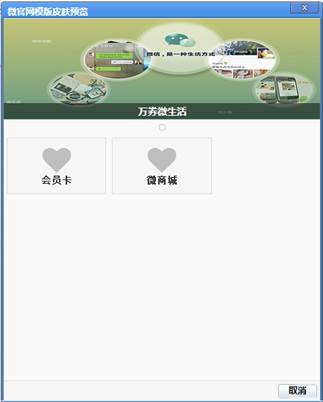 微官网模版皮肤预览
微信，是一种生活方式
万券微生活
会员卡
微商城
取消